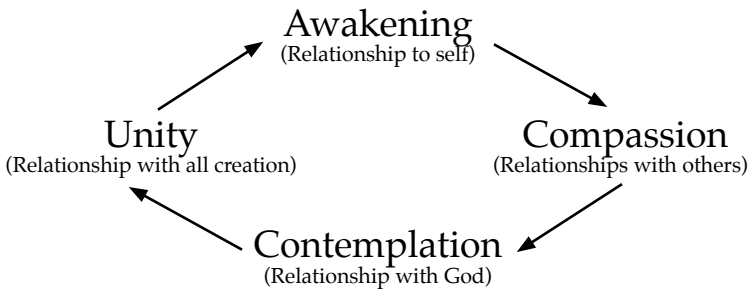 Awakening
(Relationship to self)
Unity
(Relationship with all creation)
Compassion
(Relationships with others)
Contemplation
(Relationship with God)